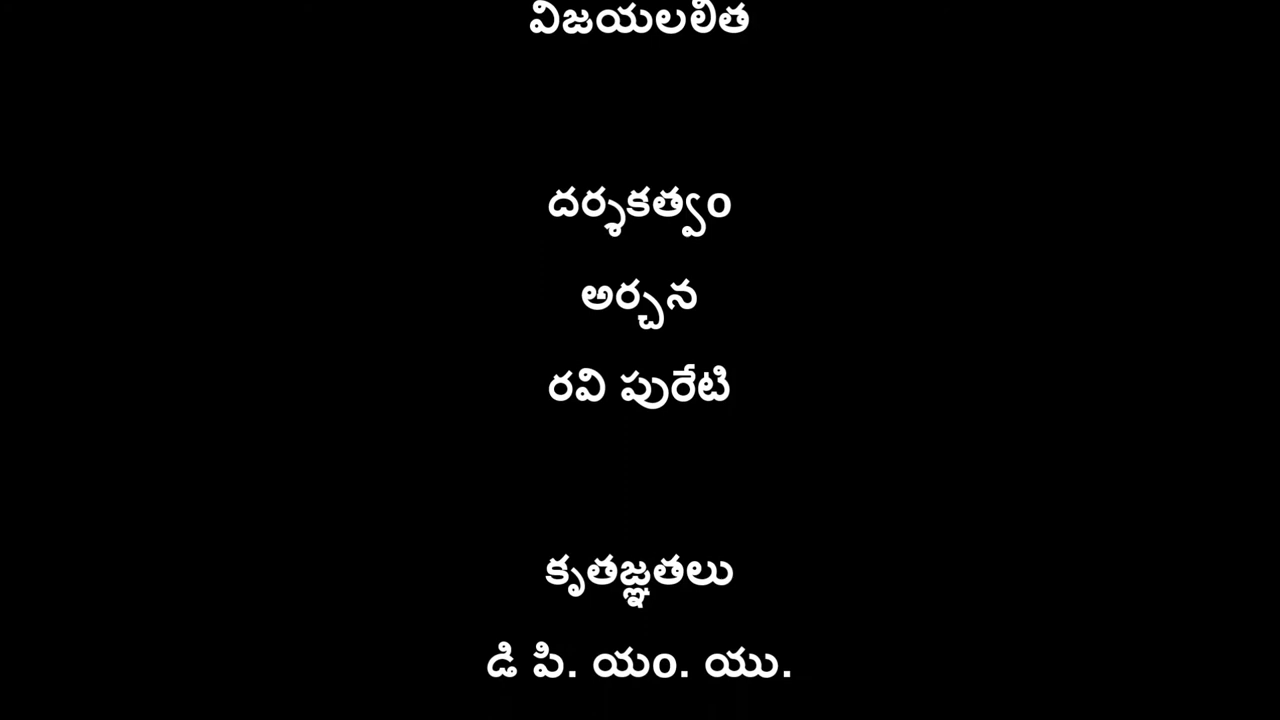 విజయలలిత
దర్శకత్వం
అర్చన
రవి పురేటి
కృతజ్ఞతలు
డి పి. యం. యు.